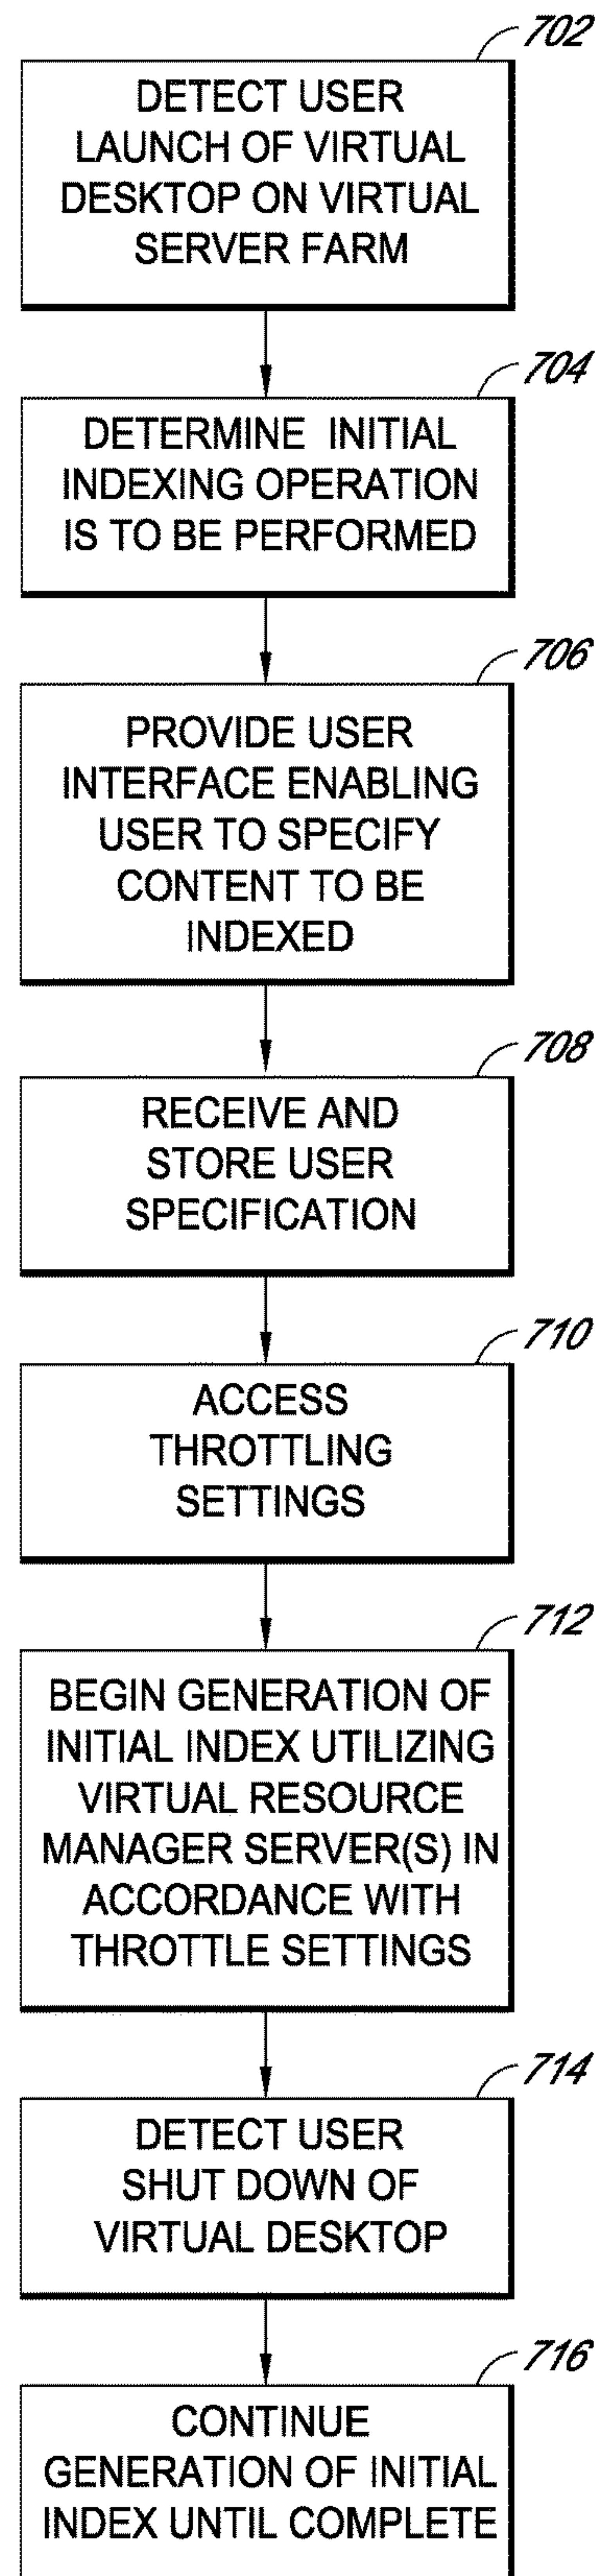 702
DETECT USER
LAUNCH OF VIRTUAL
DESKTOP ON VIRTUAL
SERVER FARM
704
DETERMINE INITIAL
INDEXING OPERATION
IS TO BE PERFORMED
706
PROVIDE USER
INTERFACE ENABLING
USER TO SPECIFY
CONTENT TO BE
INDEXED
708
RECEIVE AND
STORE USER
SPECIFICATION
710
ACCESS
THROTTLING
SETTINGS
712
BEGIN GENERATION OF
INITIAL INDEX UTILIZING
VIRTUAL RESOURCE
MANAGER SERVER(S) IN
ACCORDANCE WITH
THROTTLE SETTINGS
714
DETECT USER
SHUT DOWN OF
VIRTUAL DESKTOP
716
CONTINUE
GENERATION OF INITIAL
INDEX UNTIL COMPLETE